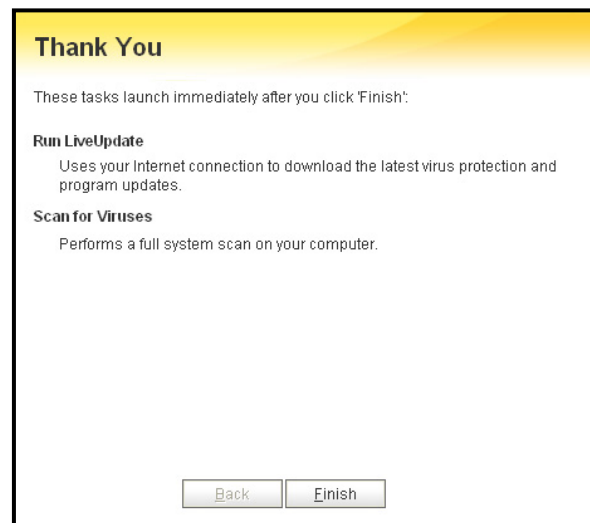 Thank You
These tasks launch immediately after you click 'Finish':
Run LiveUpdate
Uses your Internet connection to download the latest virus protection and
program updates.
Scan for Viruses
Performs a full system scan on your computer.
Back
Finish